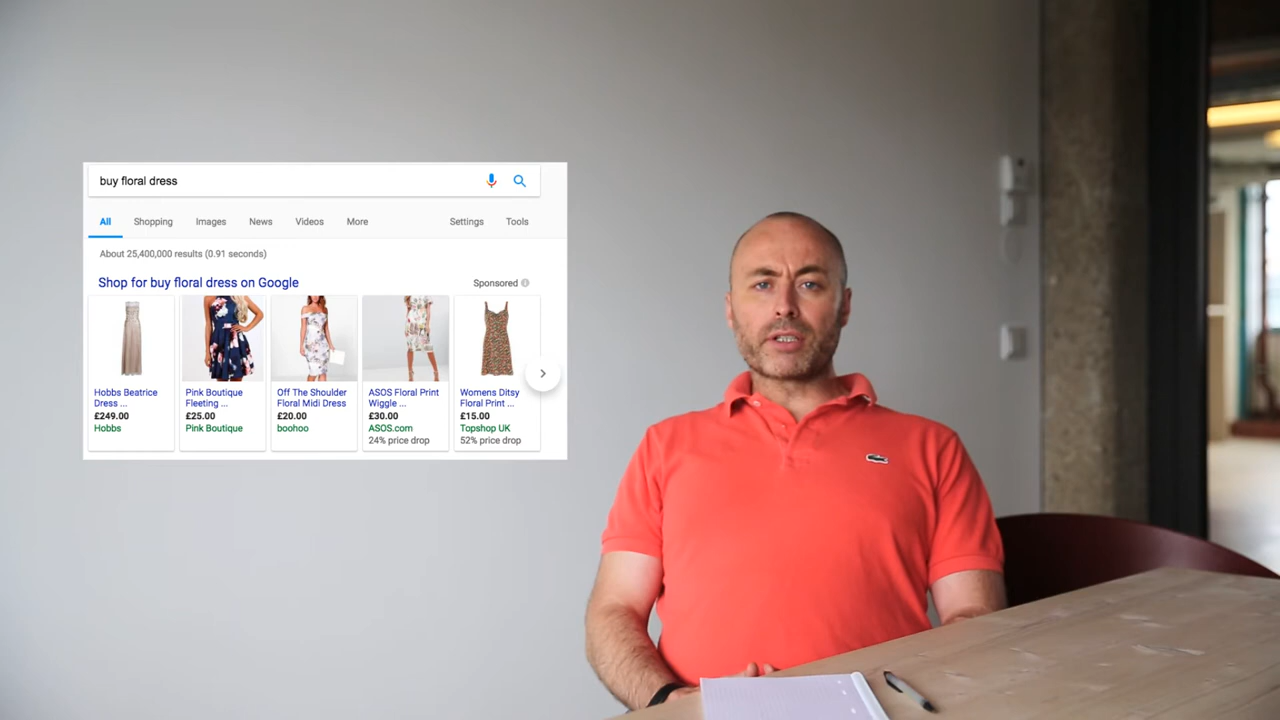 buy floral dress
All Shopping Images News Videos More Settings Tools
About 25,400,000 results (0.91 seconds)
Shop for buy floral dress on Google Sponsored
Hobbs Beatrice
Dress ...
£249.00
Hobbs
Pink Boutique
Fleeting ...
£25.00
Pink Boutique
Off The Shoulder
Floral Midi Dress
£20.00
boohoo
ASOS Floral Print
Wiggle ...
£30.00
ASOS.com
24% price drop
Womens Ditsy
Floral Print ...
£15.00
Topshop UK
52% price drop